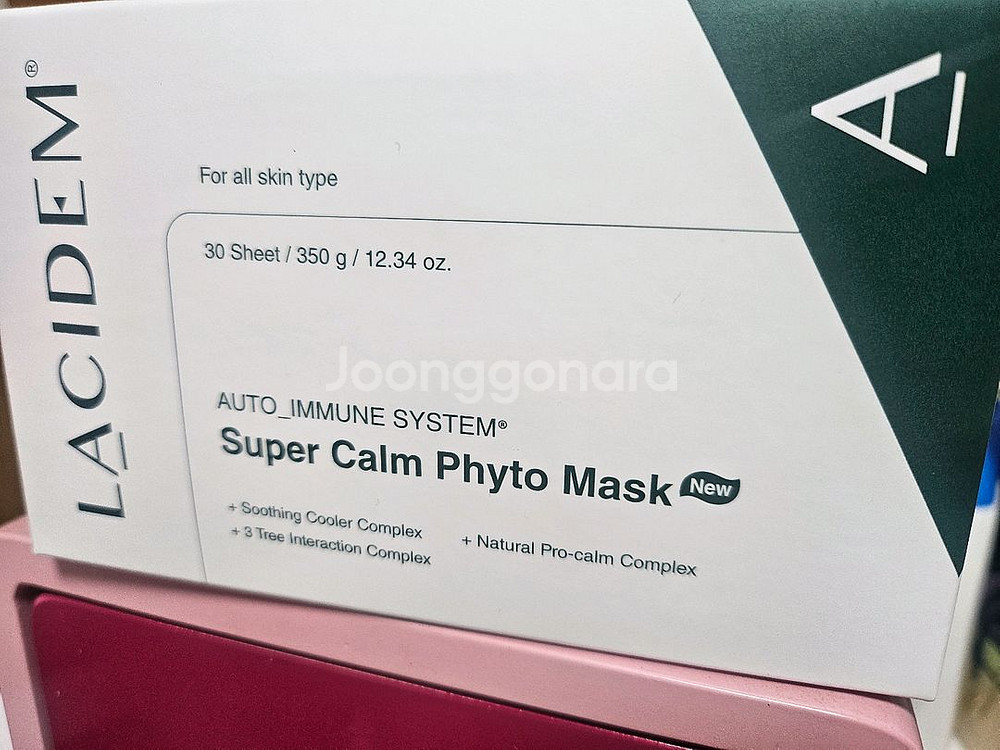 LACIDEM®
A
For all skin type
30 Sheet / 350 g / 12.34 oz.
Joonggonara
AUTO_IMMUNE SYSTEM®
Super Calm Phyto Mask New
+ Soothing Cooler Complex
+ Natural Pro-calm Complex
+ 3 Tree Interaction Complex